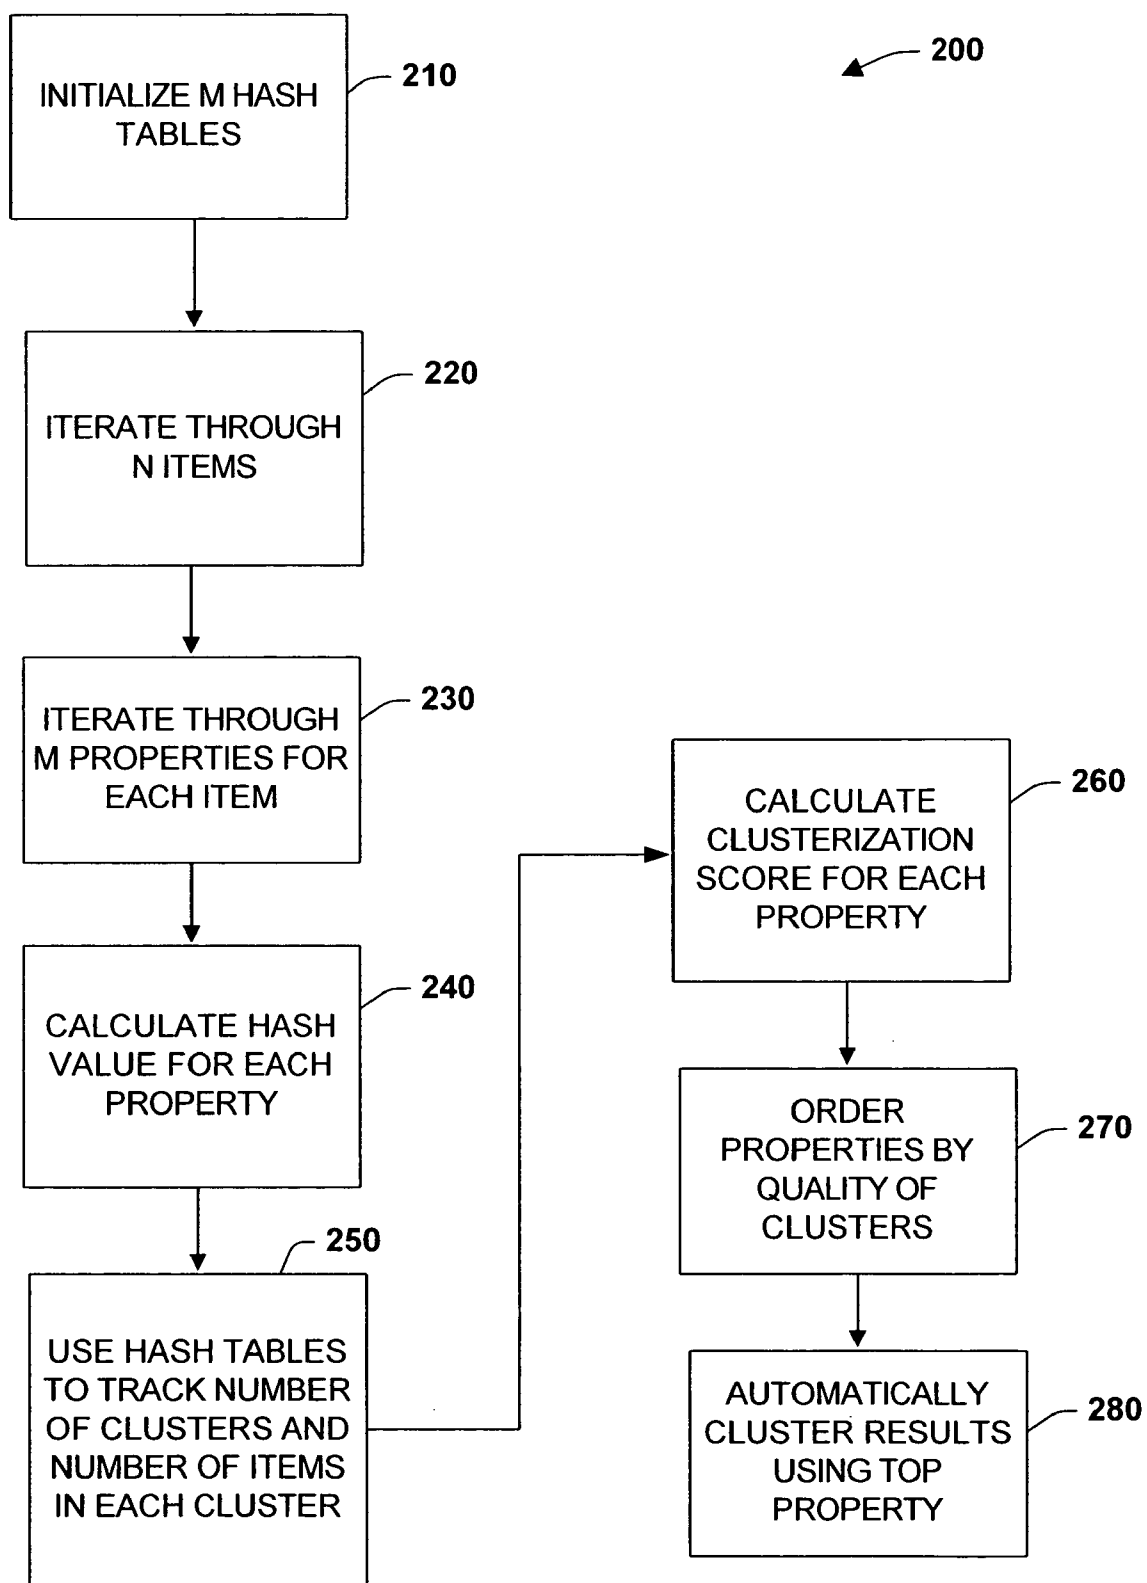 200
210
INITIALIZE M HASH
TABLES
220
ITERATE THROUGH
N ITEMS
230
ITERATE THROUGH
M PROPERTIES FOR
EACH ITEM
240
CALCULATE HASH
VALUE FOR EACH
PROPERTY
250
USE HASH TABLES
TO TRACK NUMBER
OF CLUSTERS AND
NUMBER OF ITEMS
IN EACH CLUSTER
260
CALCULATE
CLUSTERIZATION
SCORE FOR EACH
PROPERTY
270
ORDER
PROPERTIES BY
QUALITY OF
CLUSTERS
280
AUTOMATICALLY
CLUSTER RESULTS
USING TOP
PROPERTY